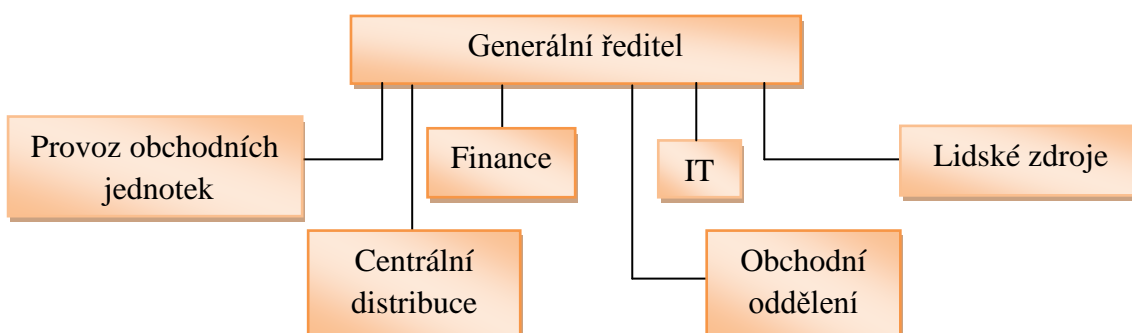 Generální ředitel
Provoz obchodních
jednotek
Finance
IT
Lidské zdroje
Centrální
distribuce
Obchodní
oddělení